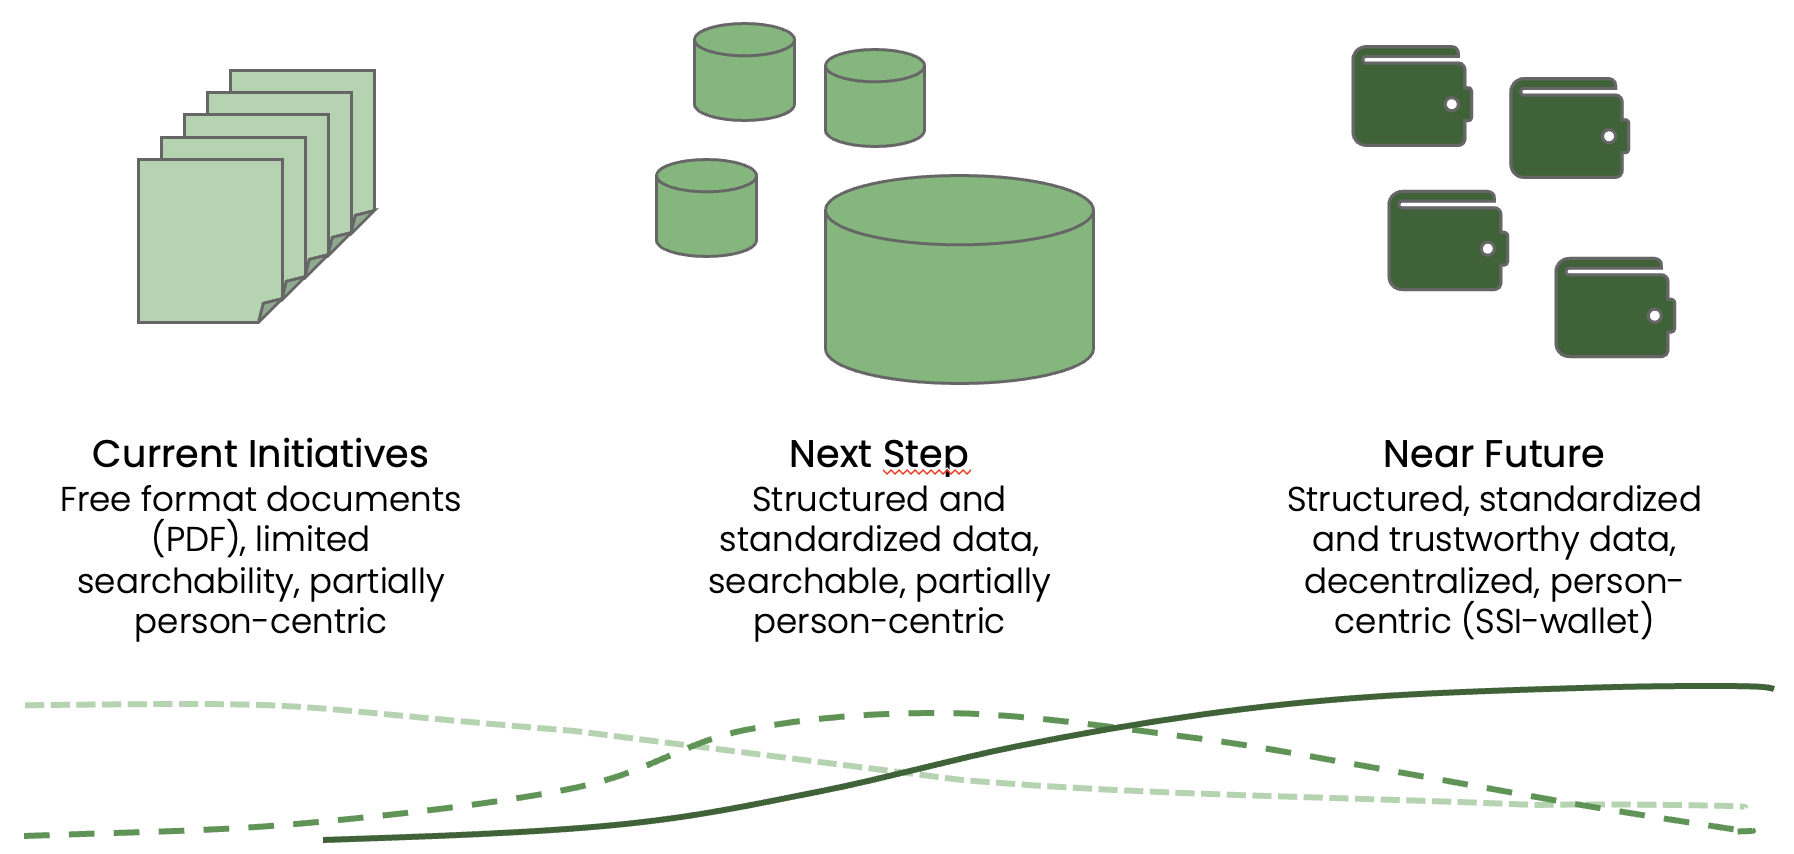 Current Initiatives
Free format documents
(PDF), limited
searchability, partially
person-centric
Next Step
Structured and
standardized data,
searchable, partially
person-centric
Near Future
Structured, standardized
and trustworthy data,
decentralized, person-
centric (SSI-wallet)